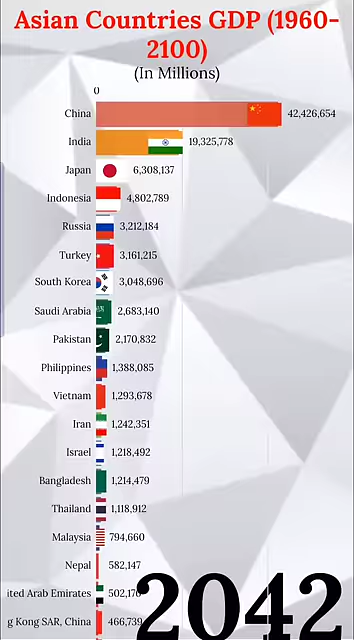 Asian Countries GDP (1960-
2100)
(In Millions)
0
China 42,426,654
India 19,325,778
Japan 6,308,137
Indonesia 4,802,789
Russia 3,212,184
Turkey 3,161,215
South Korea 3,048,696
Saudi Arabia 2,683,140
Pakistan 2,170,832
Philippines 1,388,085
Vietnam 1,293,678
Iran 1,242,351
Israel 1,218,492
Bangladesh 1,214,479
Thailand 1,118,912
Malaysia 794,660
Nepal 582,147
ited Arab Emirates
g Kong SAR, China 466,739
2042